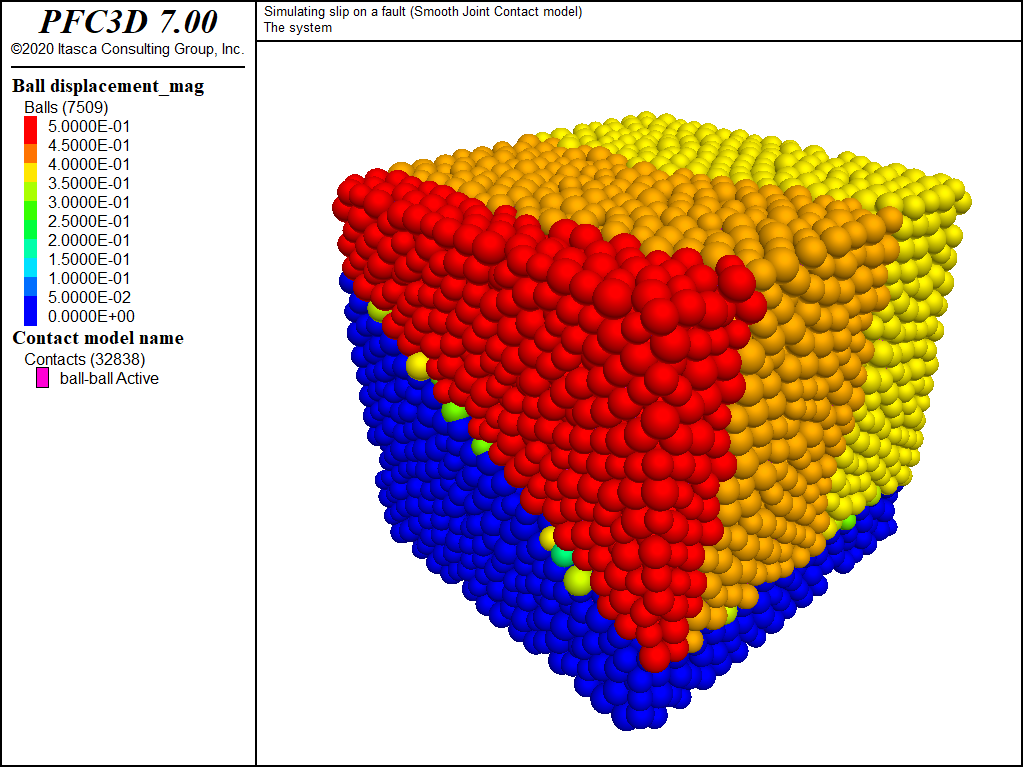 PFC3D 7.00
©2020 Itasca Consulting Group, Inc.
Ball displacement_mag
Balls (7509)
5.0000E-01
4.5000E-01
4.0000E-01
3.5000E-01
3.0000E-01
2.5000E-01
2.0000E-01
1.5000E-01
1.0000E-01
5.0000E-02
0.0000E+00
Contact model name
Contacts (32838)
ball-ball Active
Simulating slip on a fault (Smooth Joint Contact model)
The system